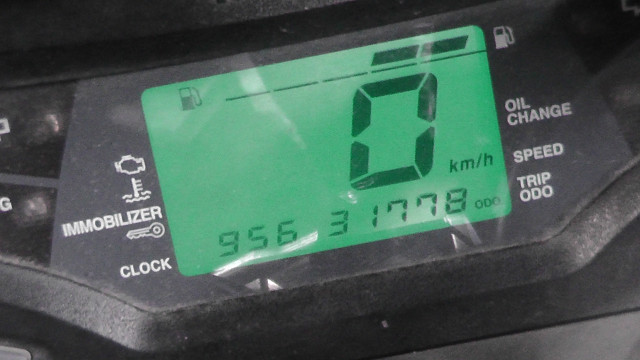 0
km/h
956 31778 ODO
OIL
CHANGE
SPEED
TRIP
ODO
IMMOBILIZER
CLOCK
G